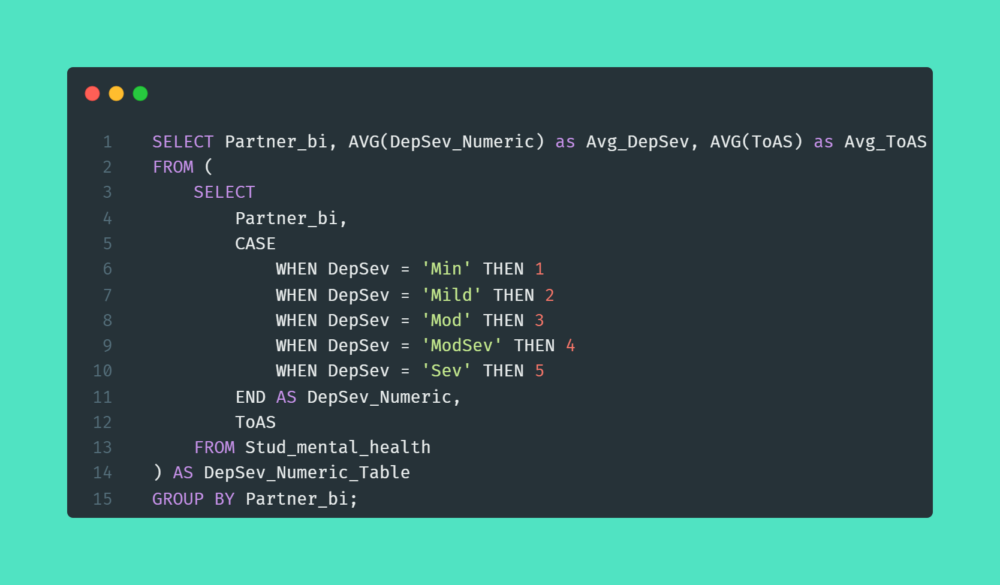 1 SELECT Partner_bi, AVG(DepSev_Numeric) as Avg_DepSev, AVG(ToAS) as Avg_ToAS
2 FROM (
3     SELECT
4         Partner_bi,
5         CASE
6             WHEN DepSev = 'Min' THEN 1
7             WHEN DepSev = 'Mild' THEN 2
8             WHEN DepSev = 'Mod' THEN 3
9             WHEN DepSev = 'ModSev' THEN 4
10             WHEN DepSev = 'Sev' THEN 5
11         END AS DepSev_Numeric,
12         ToAS
13     FROM Stud_mental_health
14 ) AS DepSev_Numeric_Table
15 GROUP BY Partner_bi;